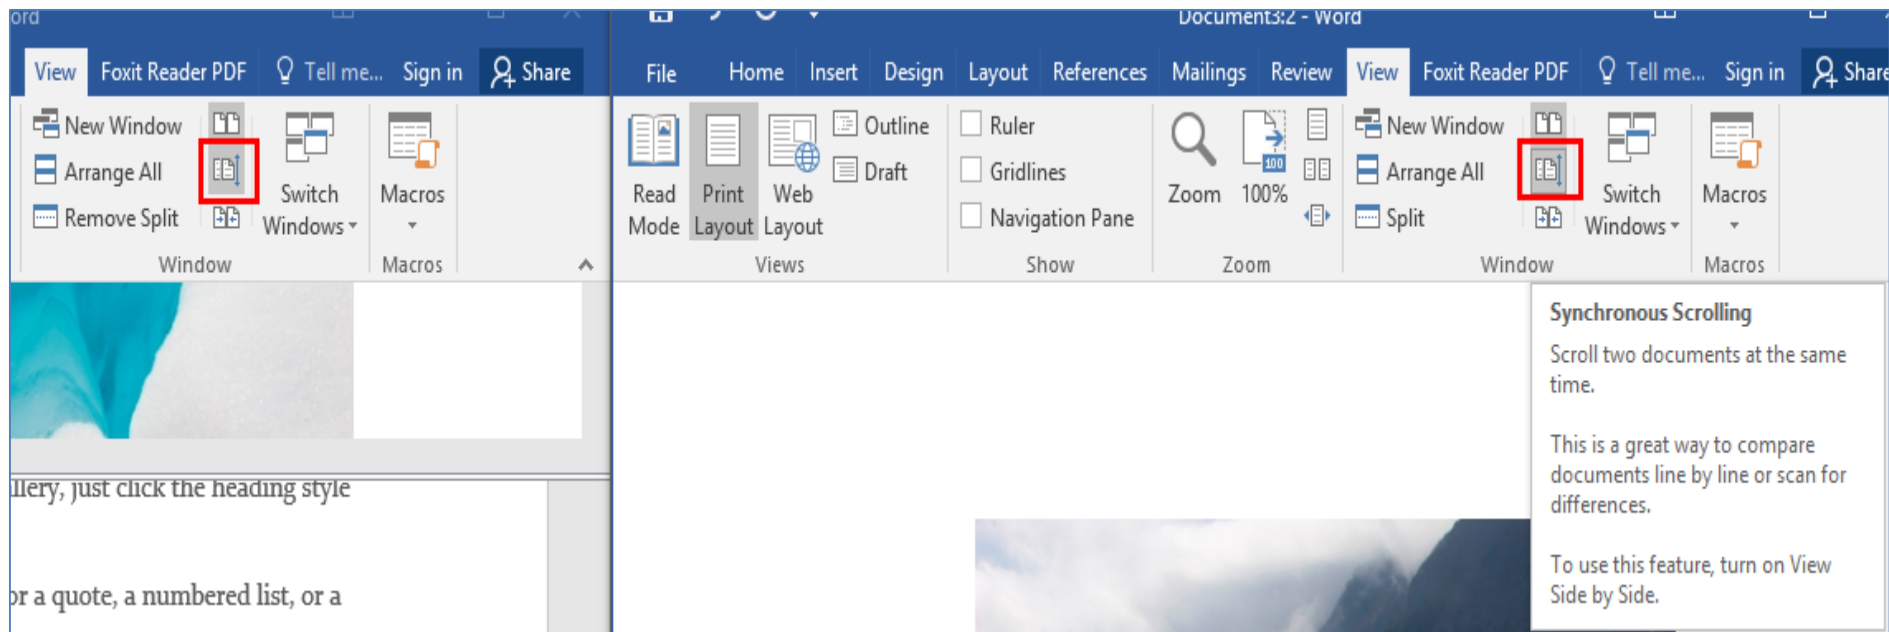 ord
View Foxit Reader PDF Tell me... Sign in Share
New Window
Arrange All
Remove Split
Switch
Windows
Macros
Window
Macros
llery, just click the heading style
or a quote, a numbered list, or a
Document3:2 - Word
File Home Insert Design Layout References Mailings Review View Foxit Reader PDF Tell me... Sign in Share
Read
Mode
Print
Layout
Web
Layout
Outline
Draft
Views
Ruler
Gridlines
Navigation Pane
Show
Zoom
100
100%
Zoom
New Window
Arrange All
Split
Switch
Windows
Window
Macros
Macros
Synchronous Scrolling
Scroll two documents at the same
time.
This is a great way to compare
documents line by line or scan for
differences.
To use this feature, turn on View
Side by Side.